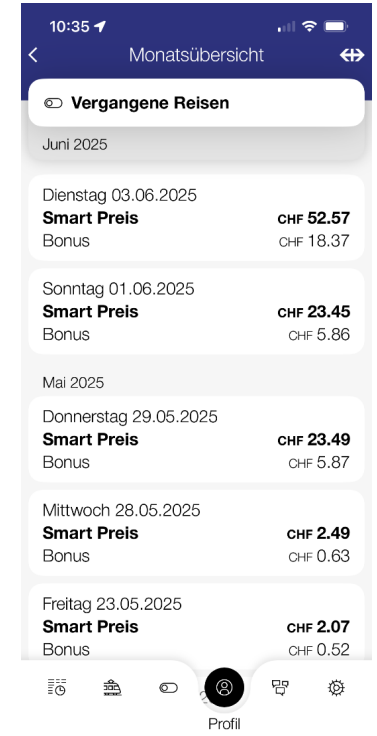 10:35
Monatsübersicht
Vergangene Reisen
Juni 2025
Dienstag 03.06.2025
Smart Preis CHF 52.57
Bonus CHF 18.37
Sonntag 01.06.2025
Smart Preis CHF 23.45
Bonus CHF 5.86
Mai 2025
Donnerstag 29.05.2025
Smart Preis CHF 23.49
Bonus CHF 5.87
Mittwoch 28.05.2025
Smart Preis CHF 2.49
Bonus CHF 0.63
Freitag 23.05.2025
Smart Preis CHF 2.07
Bonus CHF 0.52
Profil